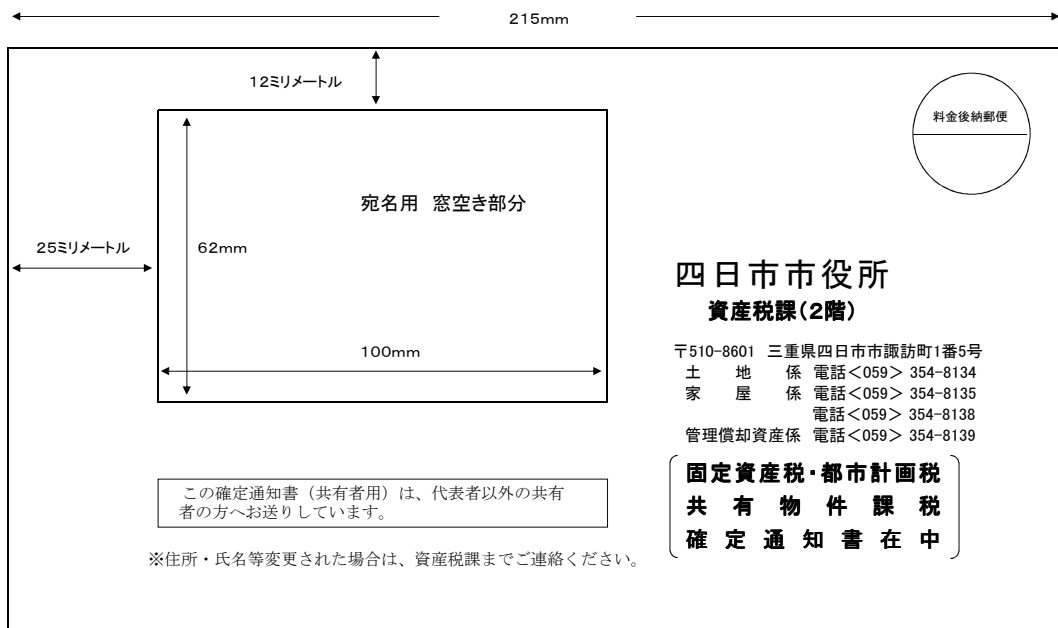 215mm
12ミリメートル
料金後納郵便
宛名用 窓空き部分
25ミリメートル
62mm
100mm
四日市市役所
資産税課(2階)
〒510-8601 三重県四日市市諏訪町1番5号
土地係 電話<059> 354-8134
家屋係 電話<059> 354-8135
電話<059> 354-8138
管理償却資産係 電話<059> 354-8139
固定資産税・都市計画税
共有物件課税
確定通知書在中
この確定通知書(共有者用)は、代表者以外の共有
者の方へお送りしています。
※住所・氏名等変更された場合は、資産税課までご連絡ください。